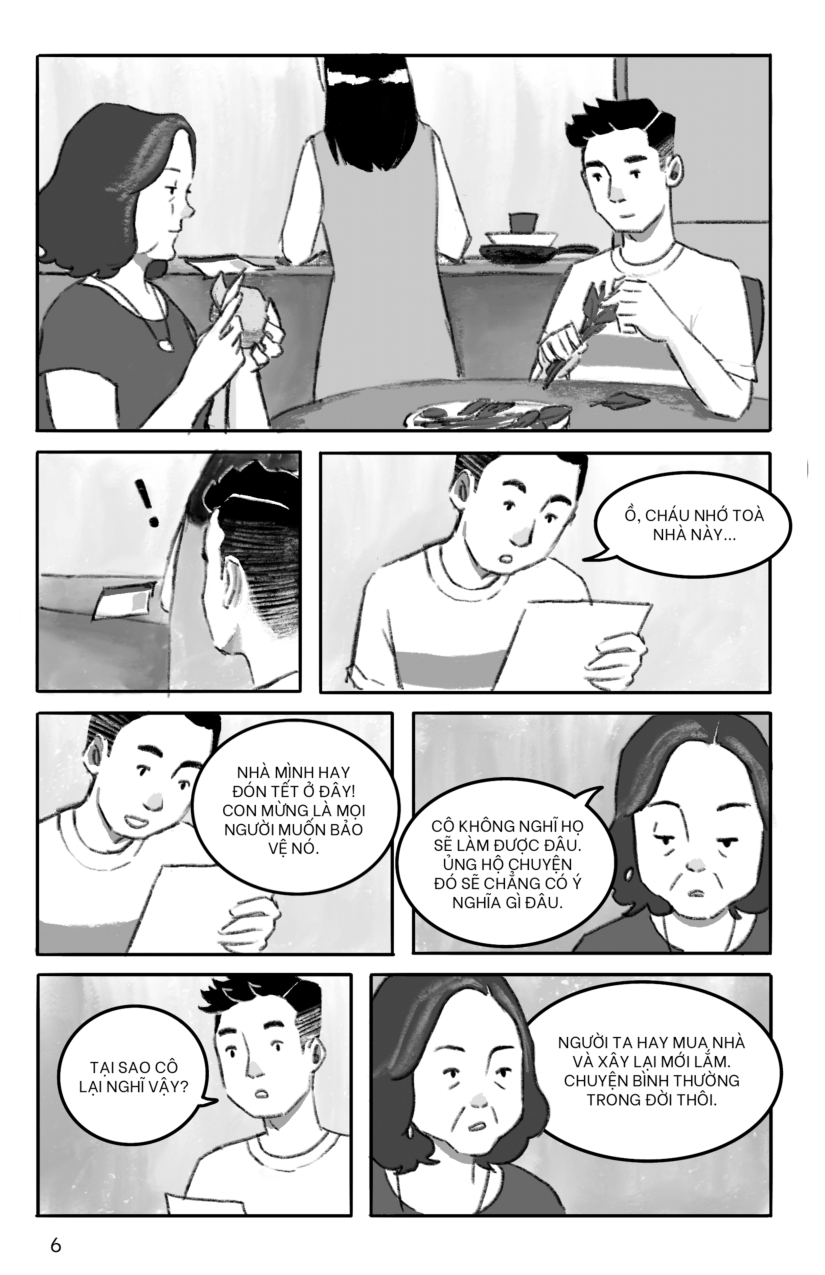 !
Ồ, CHÁU NHỚ TOÀ
NHÀ NÀY...
NHÀ MÌNH HAY
ĐÓN TẾT Ở ĐÂY!
CON MỪNG LÀ MỌI
NGƯỜI MUỐN BẢO
VỆ NÓ.
CÔ KHÔNG NGHĨ HỌ
SẼ LÀM ĐƯỢC ĐÂU.
ỦNG HỘ CHUYỆN
ĐÓ SẼ CHẲNG CÓ Ý
NGHĨA GÌ ĐÂU.
TẠI SAO CÔ
LẠI NGHĨ VẬY?
NGƯỜI TA HAY MUA NHÀ
VÀ XÂY LẠI MỚI LẮM.
CHUYỆN BÌNH THƯỜNG
TRONG ĐỜI THÔI.
6